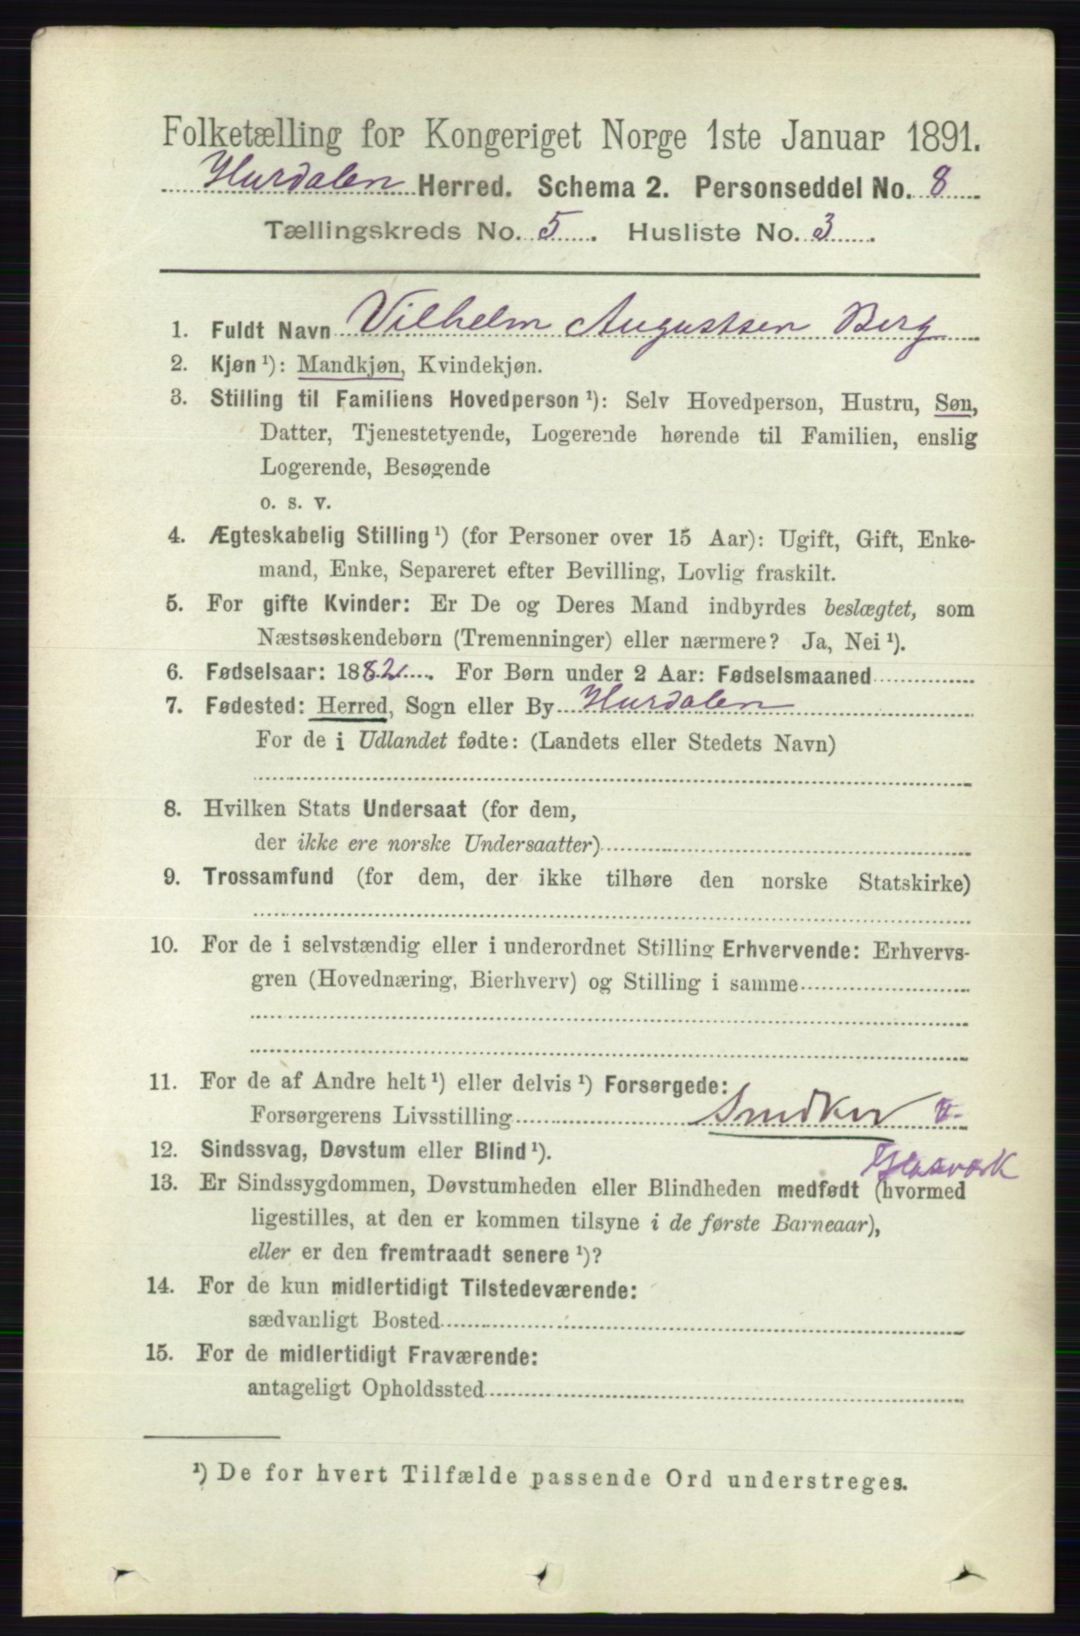 Folketælling for Kongeriget Norge 1ste Januar 1891.
Hurdalen Herred. Schema 2. Personseddel No. 8
Tællingskreds No. 5. Husliste No. 3.
1. Fuldt Navn Vilhelm Augustsen Berg
2. Kjøn ¹): Mandkjøn, Kvindekjøn.
3. Stilling til Familiens Hovedperson ¹): Selv Hovedperson, Hustru, Søn,
Datter, Tjenestetyende, Logerende hørende til Familien, enslig
Logerende, Besøgende
o. s. v.
4. Ægteskabelig Stilling ¹) (for Personer over 15 Aar): Ugift, Gift, Enke-
mand, Enke, Separeret efter Bevilling, Lovlig fraskilt.
5. For gifte Kvinder: Er De og Deres Mand indbyrdes beslægtet, som
Næstsøskendebørn (Tremenninger) eller nærmere? Ja, Nei ¹).
6. Fødselsaar: 1882. For Børn under 2 Aar: Fødselsmaaned
7. Fødested: Herred, Sogn eller By Hurdalen
For de i Udlandet fødte: (Landets eller Stedets Navn)
8. Hvilken Stats Undersaat (for dem,
der ikke ere norske Undersaatter)
9. Trossamfund (for dem, der ikke tilhøre den norske Statskirke)
10. For de i selvstændig eller i underordnet Stilling Erhvervende: Erhvervs-
gren (Hovednæring, Bierhverv) og Stilling i samme
11. For de af Andre helt ¹) eller delvis ¹) Forsørgede:
Forsørgerens Livsstilling Snedker v.
Glasværk
12. Sindssvag, Døvstum eller Blind ¹).
13. Er Sindssygdommen, Døvstumheden eller Blindheden medfødt (hvormed
ligestilles, at den er kommen tilsyne i de første Barneaar),
eller er den fremtraadt senere ¹)?
14. For de kun midlertidigt Tilstedeværende:
sædvanligt Bosted
15. For de midlertidigt Fraværende:
antageligt Opholdssted
¹) De for hvert Tilfælde passende Ord understreges.